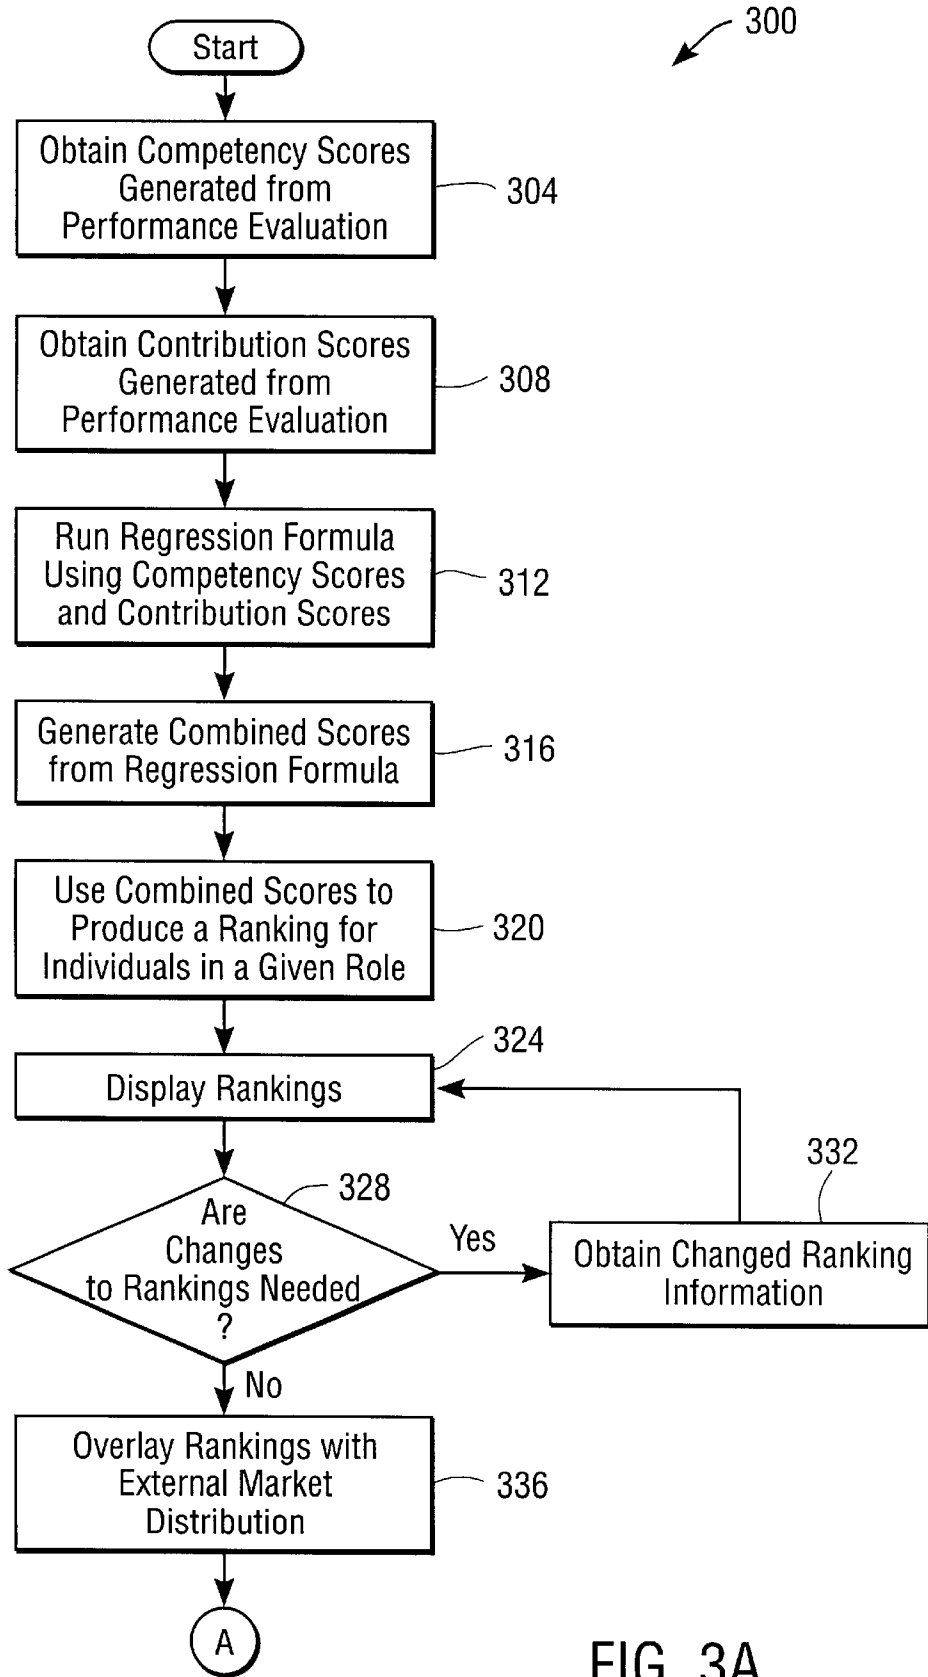 300
Start
Obtain Competency Scores
Generated from
Performance Evaluation
304
Obtain Contribution Scores
Generated from
Performance Evaluation
308
Run Regression Formula
Using Competency Scores
and Contribution Scores
312
Generate Combined Scores
from Regression Formula
316
Use Combined Scores to
Produce a Ranking for
Individuals in a Given Role
320
324
Display Rankings
328
Are
Changes
to Rankings Needed
?
Yes
332
Obtain Changed Ranking
Information
No
Overlay Rankings with
External Market
Distribution
336
A
FIG. 3A